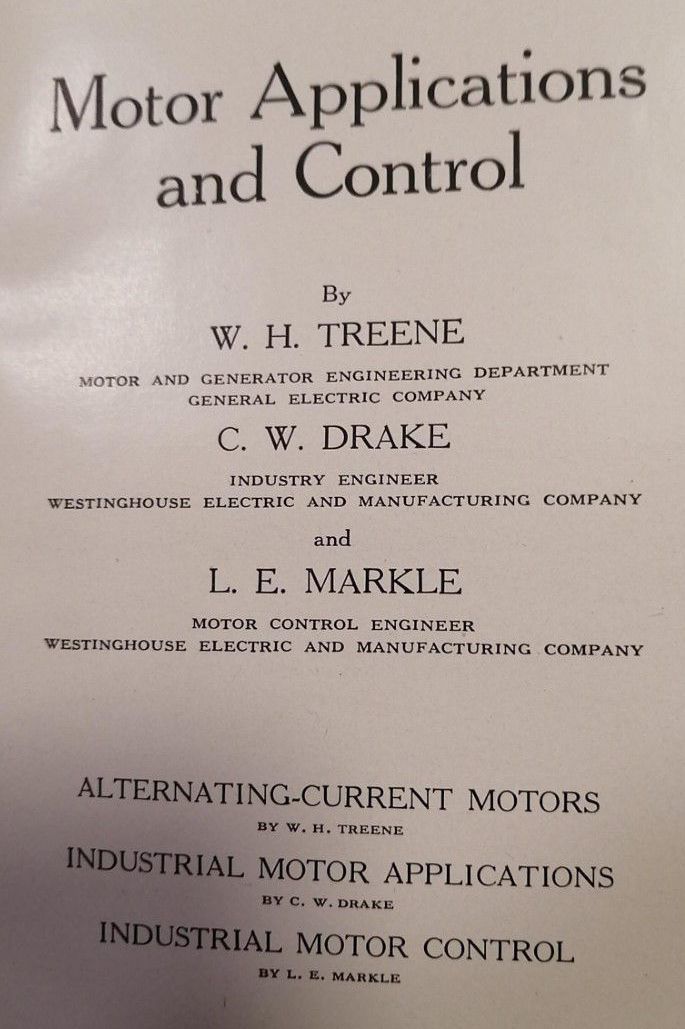 Motor Applications
and Control
By
W. H. TREENE
MOTOR AND GENERATOR ENGINEERING DEPARTMENT
GENERAL ELECTRIC COMPANY
C. W. DRAKE
INDUSTRY ENGINEER
WESTINGHOUSE ELECTRIC AND MANUFACTURING COMPANY
and
L. E. MARKLE
MOTOR CONTROL ENGINEER
WESTINGHOUSE ELECTRIC AND MANUFACTURING COMPANY
ALTERNATING-CURRENT MOTORS
BY W. H. TREENE
INDUSTRIAL MOTOR APPLICATIONS
BY C. W. DRAKE
INDUSTRIAL MOTOR CONTROL
BY L. E. MARKLE